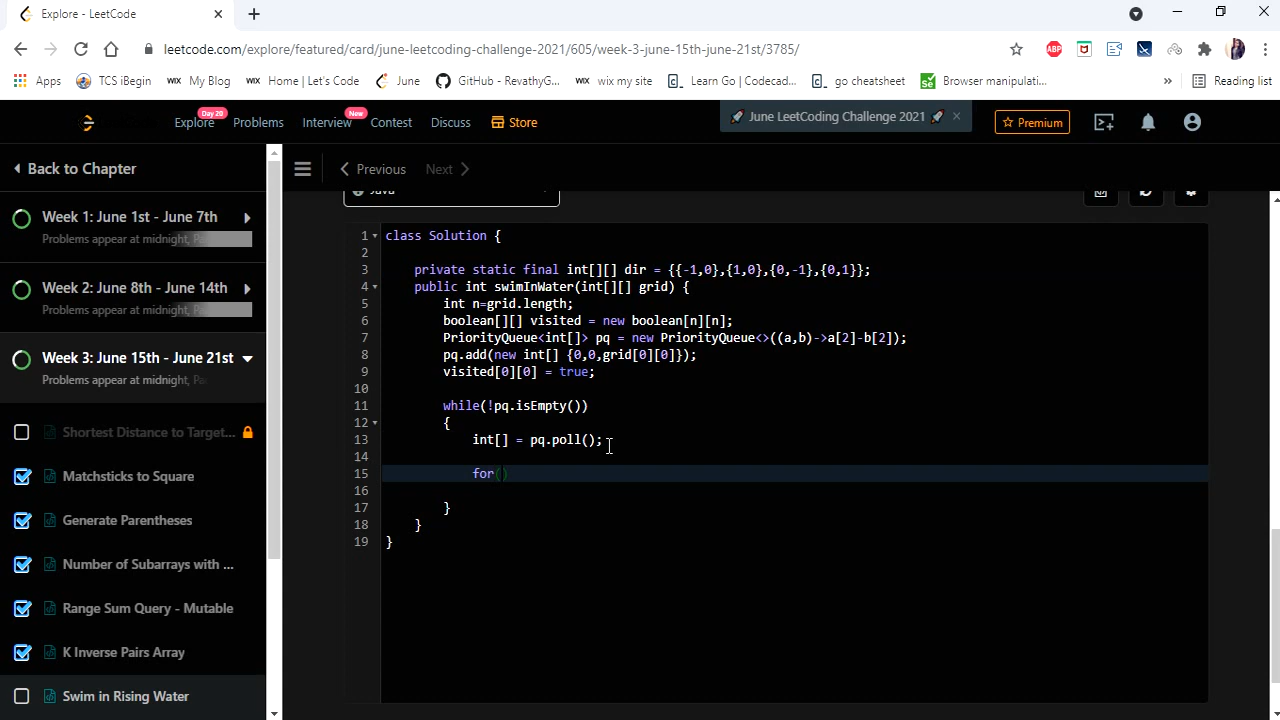 Explore - LeetCode
leetcode.com/explore/featured/card/june-leetcoding-challenge-2021/605/week-3-june-15th-june-21st/3785/
ABP
Apps TCS iBegin WIX My Blog WIX Home | Let's Code June GitHub - RevathyG... WIX wix my site Learn Go | Codecad... go cheatsheet Se Browser manipulati... » Reading list
Day 20 New
Explore Problems Interview Contest Discuss Store June LeetCoding Challenge 2021 Premium
Back to Chapter Previous Next
Week 1: June 1st - June 7th
Problems appear at midnight,
Week 2: June 8th - June 14th
Problems appear at midnight,
Week 3: June 15th - June 21st
Problems appear at midnight,
Shortest Distance to Target...
Matchsticks to Square
Generate Parentheses
Number of Subarrays with ...
Range Sum Query - Mutable
K Inverse Pairs Array
Swim in Rising Water
1 class Solution {
2
3 private static final int[][] dir = {{-1,0},{1,0},{0,-1},{0,1}};
4 public int swimInWater(int[][] grid) {
5 int n=grid.length;
6 boolean[][] visited = new boolean[n][n];
7 PriorityQueue<int[]> pq = new PriorityQueue<>((a,b)->a[2]-b[2]);
8 pq.add(new int[] {0,0,grid[0][0]});
9 visited[0][0] = true;
10
11 while(!pq.isEmpty())
12 {
13 int[] = pq.poll();
14
15 for()
16
17 }
18 }
19 }